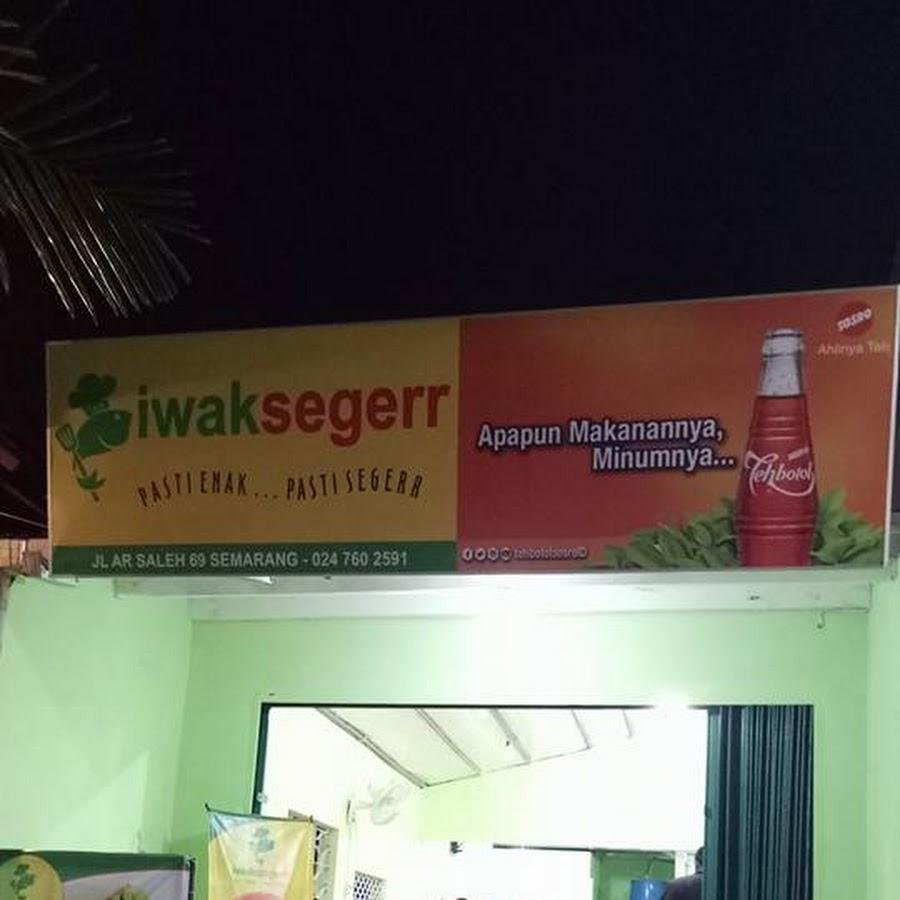 iwaksegerr
PASTI ENAK ... PASTI SEGERR
JL AR SALEH 69 SEMARANG - 024 760 2591
SOSRO
Ahlinya Teh
Apapun Makanannya,
Minumnya...
Tehbotol
tehbotolsosroID